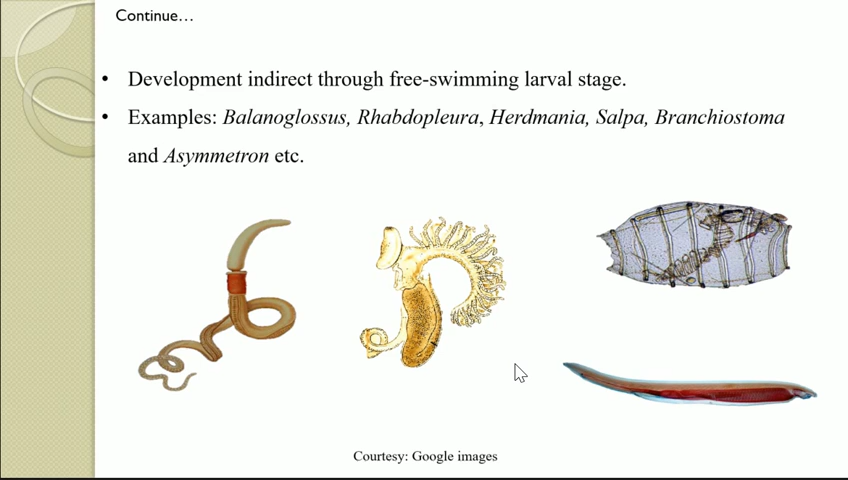 Continue…
• Development indirect through free-swimming larval stage.
• Examples: Balanoglossus, Rhabdopleura, Herdmania, Salpa, Branchiostoma
and Asymmetron etc.
Courtesy: Google images